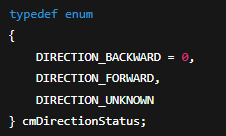 typedef enum
{
DIRECTION_BACKWARD = 0,
DIRECTION_FORWARD,
DIRECTION_UNKNOWN
} cmDirectionStatus;